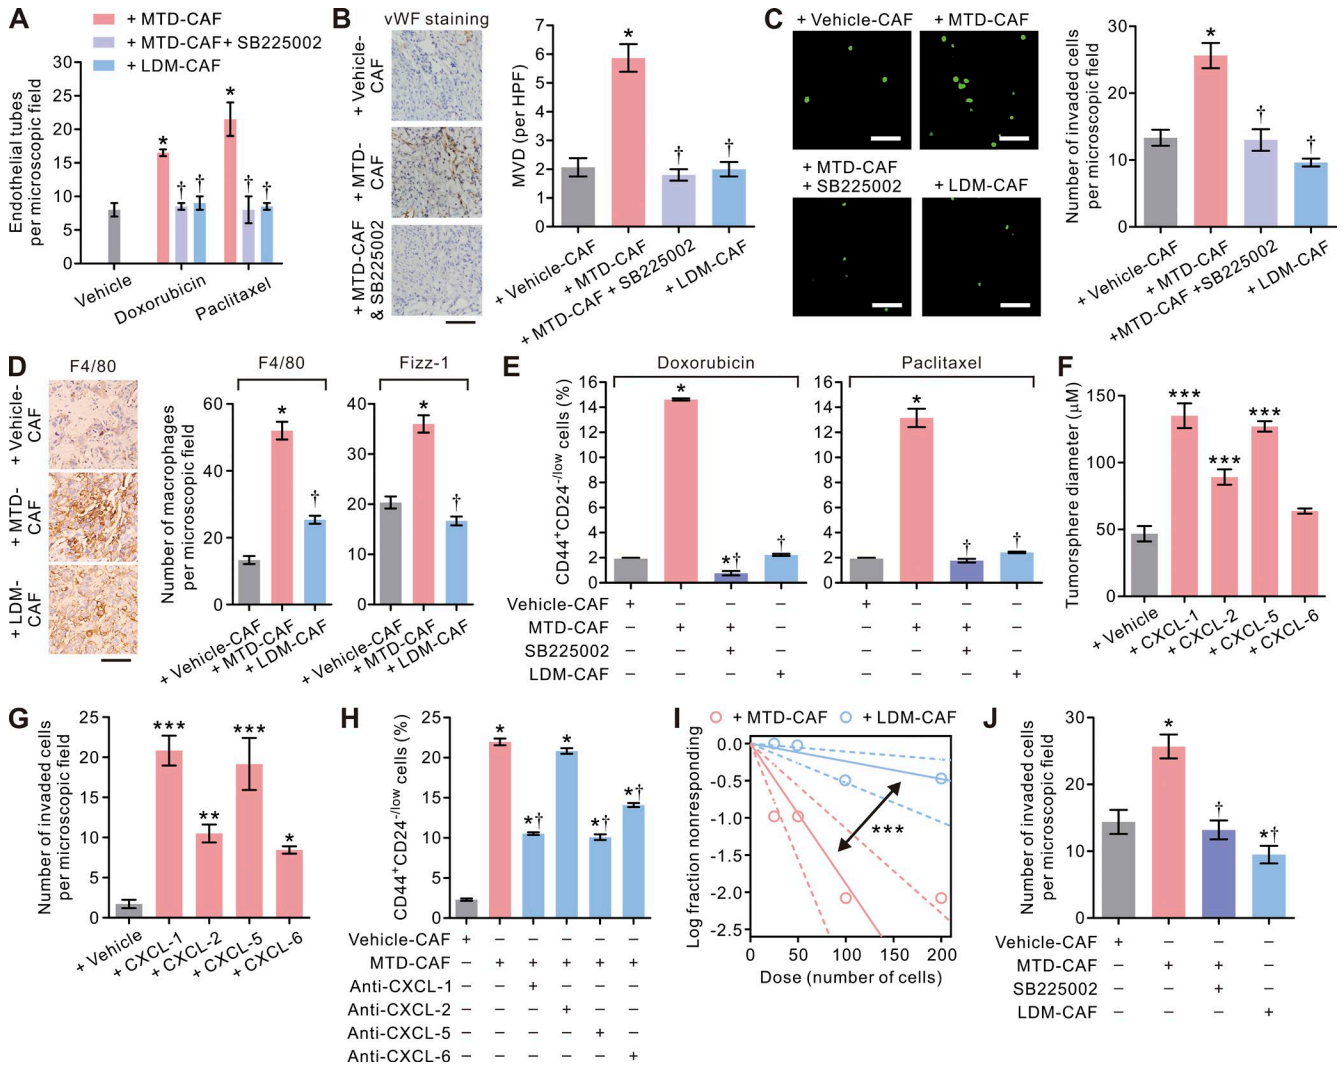 A
+ MTD-CAF
+ MTD-CAF + SB225002
+ LDM-CAF
Endothelial tubes
per microscopic field
30
25
20
15
10
5
0
*
*
†
†
†
†
Vehicle
Doxorubicin
Paclitaxel
B
vWF staining
+ Vehicle-
CAF
+ MTD-
CAF
+ MTD-CAF
& SB225002
MVD (per HPF)
7
6
5
4
3
2
1
0
*
†
†
+ Vehicle-CAF
+ MTD-CAF
+ MTD-CAF + SB225002
+ LDM-CAF
C
+ Vehicle-CAF
+ MTD-CAF
+ MTD-CAF
+ SB225002
+ LDM-CAF
Number of invaded cells
per microscopic field
30
20
10
0
*
†
†
+ Vehicle-CAF
+ MTD-CAF
+MTD-CAF +SB22502
+ LDM-CAF
D
F4/80
+ Vehicle-
CAF
+ MTD-
CAF
+ LDM-
CAF
Number of macrophages
per microscopic field
F4/80
60
40
20
0
*
†
+ Vehicle-CAF
+ MTD-CAF
+ LDM-CAF
Fizz-1
40
30
20
10
0
*
†
+ Vehicle-CAF
+ MTD-CAF
+ LDM-CAF
E
Doxorubicin
Paclitaxel
CD44+CD24-/low cells (%)
16
14
12
10
8
6
4
2
0
*
*†
†
16
14
12
10
8
6
4
2
0
*
†
†
Vehicle-CAF + − − − + − − −
MTD-CAF − + + − − + + −
SB225002 − − + − − − + −
LDM-CAF − − − + − − − +
F
Tumorsphere diameter (μM)
150
100
50
0
***
***
***
+ Vehicle
+ CXCL-1
+ CXCL-2
+ CXCL-5
+ CXCL-6
G
Number of invaded cells
per microscopic field
25
20
15
10
5
0
***
**
***
*
+ Vehicle
+ CXCL-1
+ CXCL-2
+ CXCL-5
+ CXCL-6
H
CD44+CD24-/low cells (%)
25
20
15
10
5
0
*
*†
*
*†
*†
Vehicle-CAF + − − − − −
MTD-CAF − + + + + +
Anti-CXCL-1 − − + − − −
Anti-CXCL-2 − − − + − −
Anti-CXCL-5 − − − − + −
Anti-CXCL-6 − − − − − +
I
+ MTD-CAF
+ LDM-CAF
Log fraction nonresponding
0.0
-0.5
-1.0
-1.5
-2.0
-2.5
***
0
50
100
150
200
Dose (number of cells)
J
Number of invaded cells
per microscopic field
30
20
10
0
*
†
*†
Vehicle-CAF + − − −
MTD-CAF − + + −
SB225002 − − + −
LDM-CAF − − − +